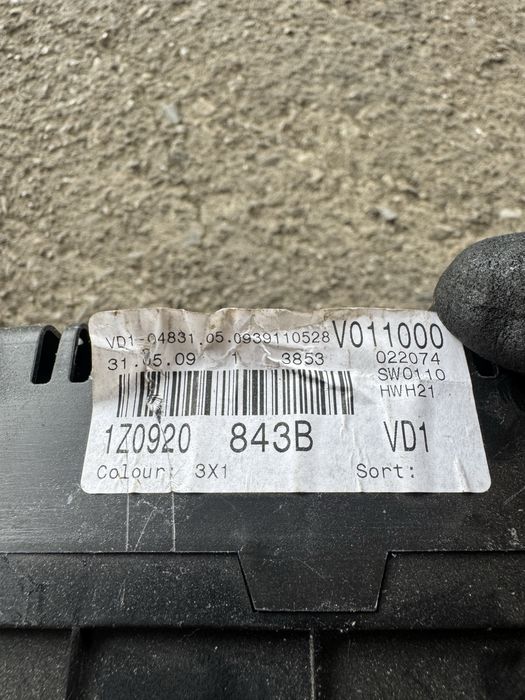 VD1-04831.05.0939110528 V011000
31.05.09 1 3853 022074
SW0110
HWH21
1Z0920 843B VD1
Colour: 3X1 Sort: